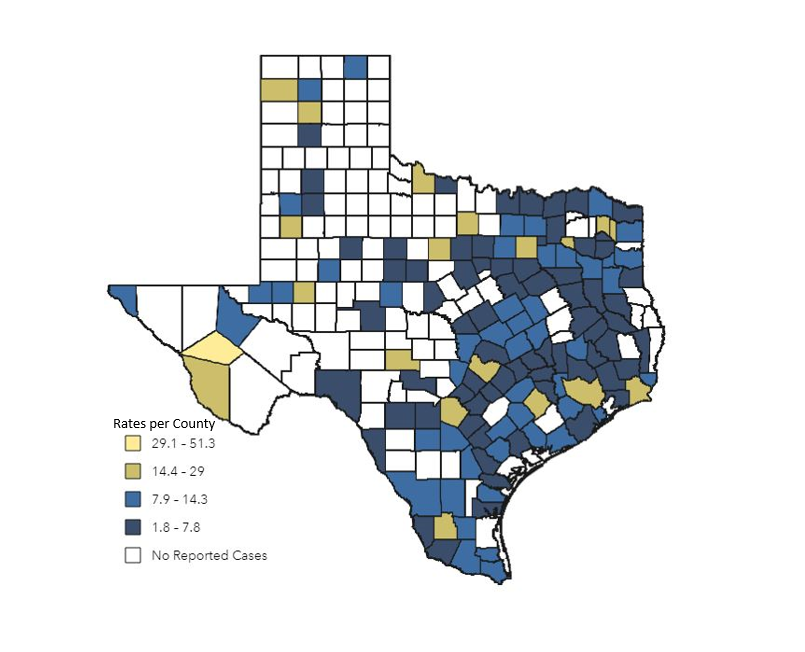 Rates per County
29.1 - 51.3
14.4 - 29
7.9 - 14.3
1.8 - 7.8
No Reported Cases